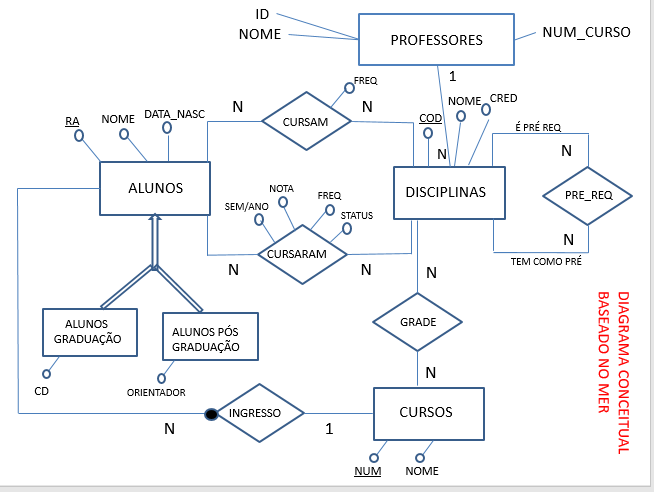 ID
NOME
PROFESSORES
NUM_CURSO
1
FREQ
N
N
CURSAM
RA
NOME
DATA_NASC
COD
NOME
CRED
N
É PRÉ REQ
N
ALUNOS
DISCIPLINAS
PRE_REQ
SEM/ANO
NOTA
FREQ
STATUS
CURSARAM
N
N
N
TEM COMO PRÉ
N
ALUNOS
GRADUAÇÃO
ALUNOS PÓS
GRADUAÇÃO
GRADE
DIAGRAMA CONCEITUAL
BASEADO NO MER
CD
ORIENTADOR
N
INGRESSO
CURSOS
N
1
NUM
NOME